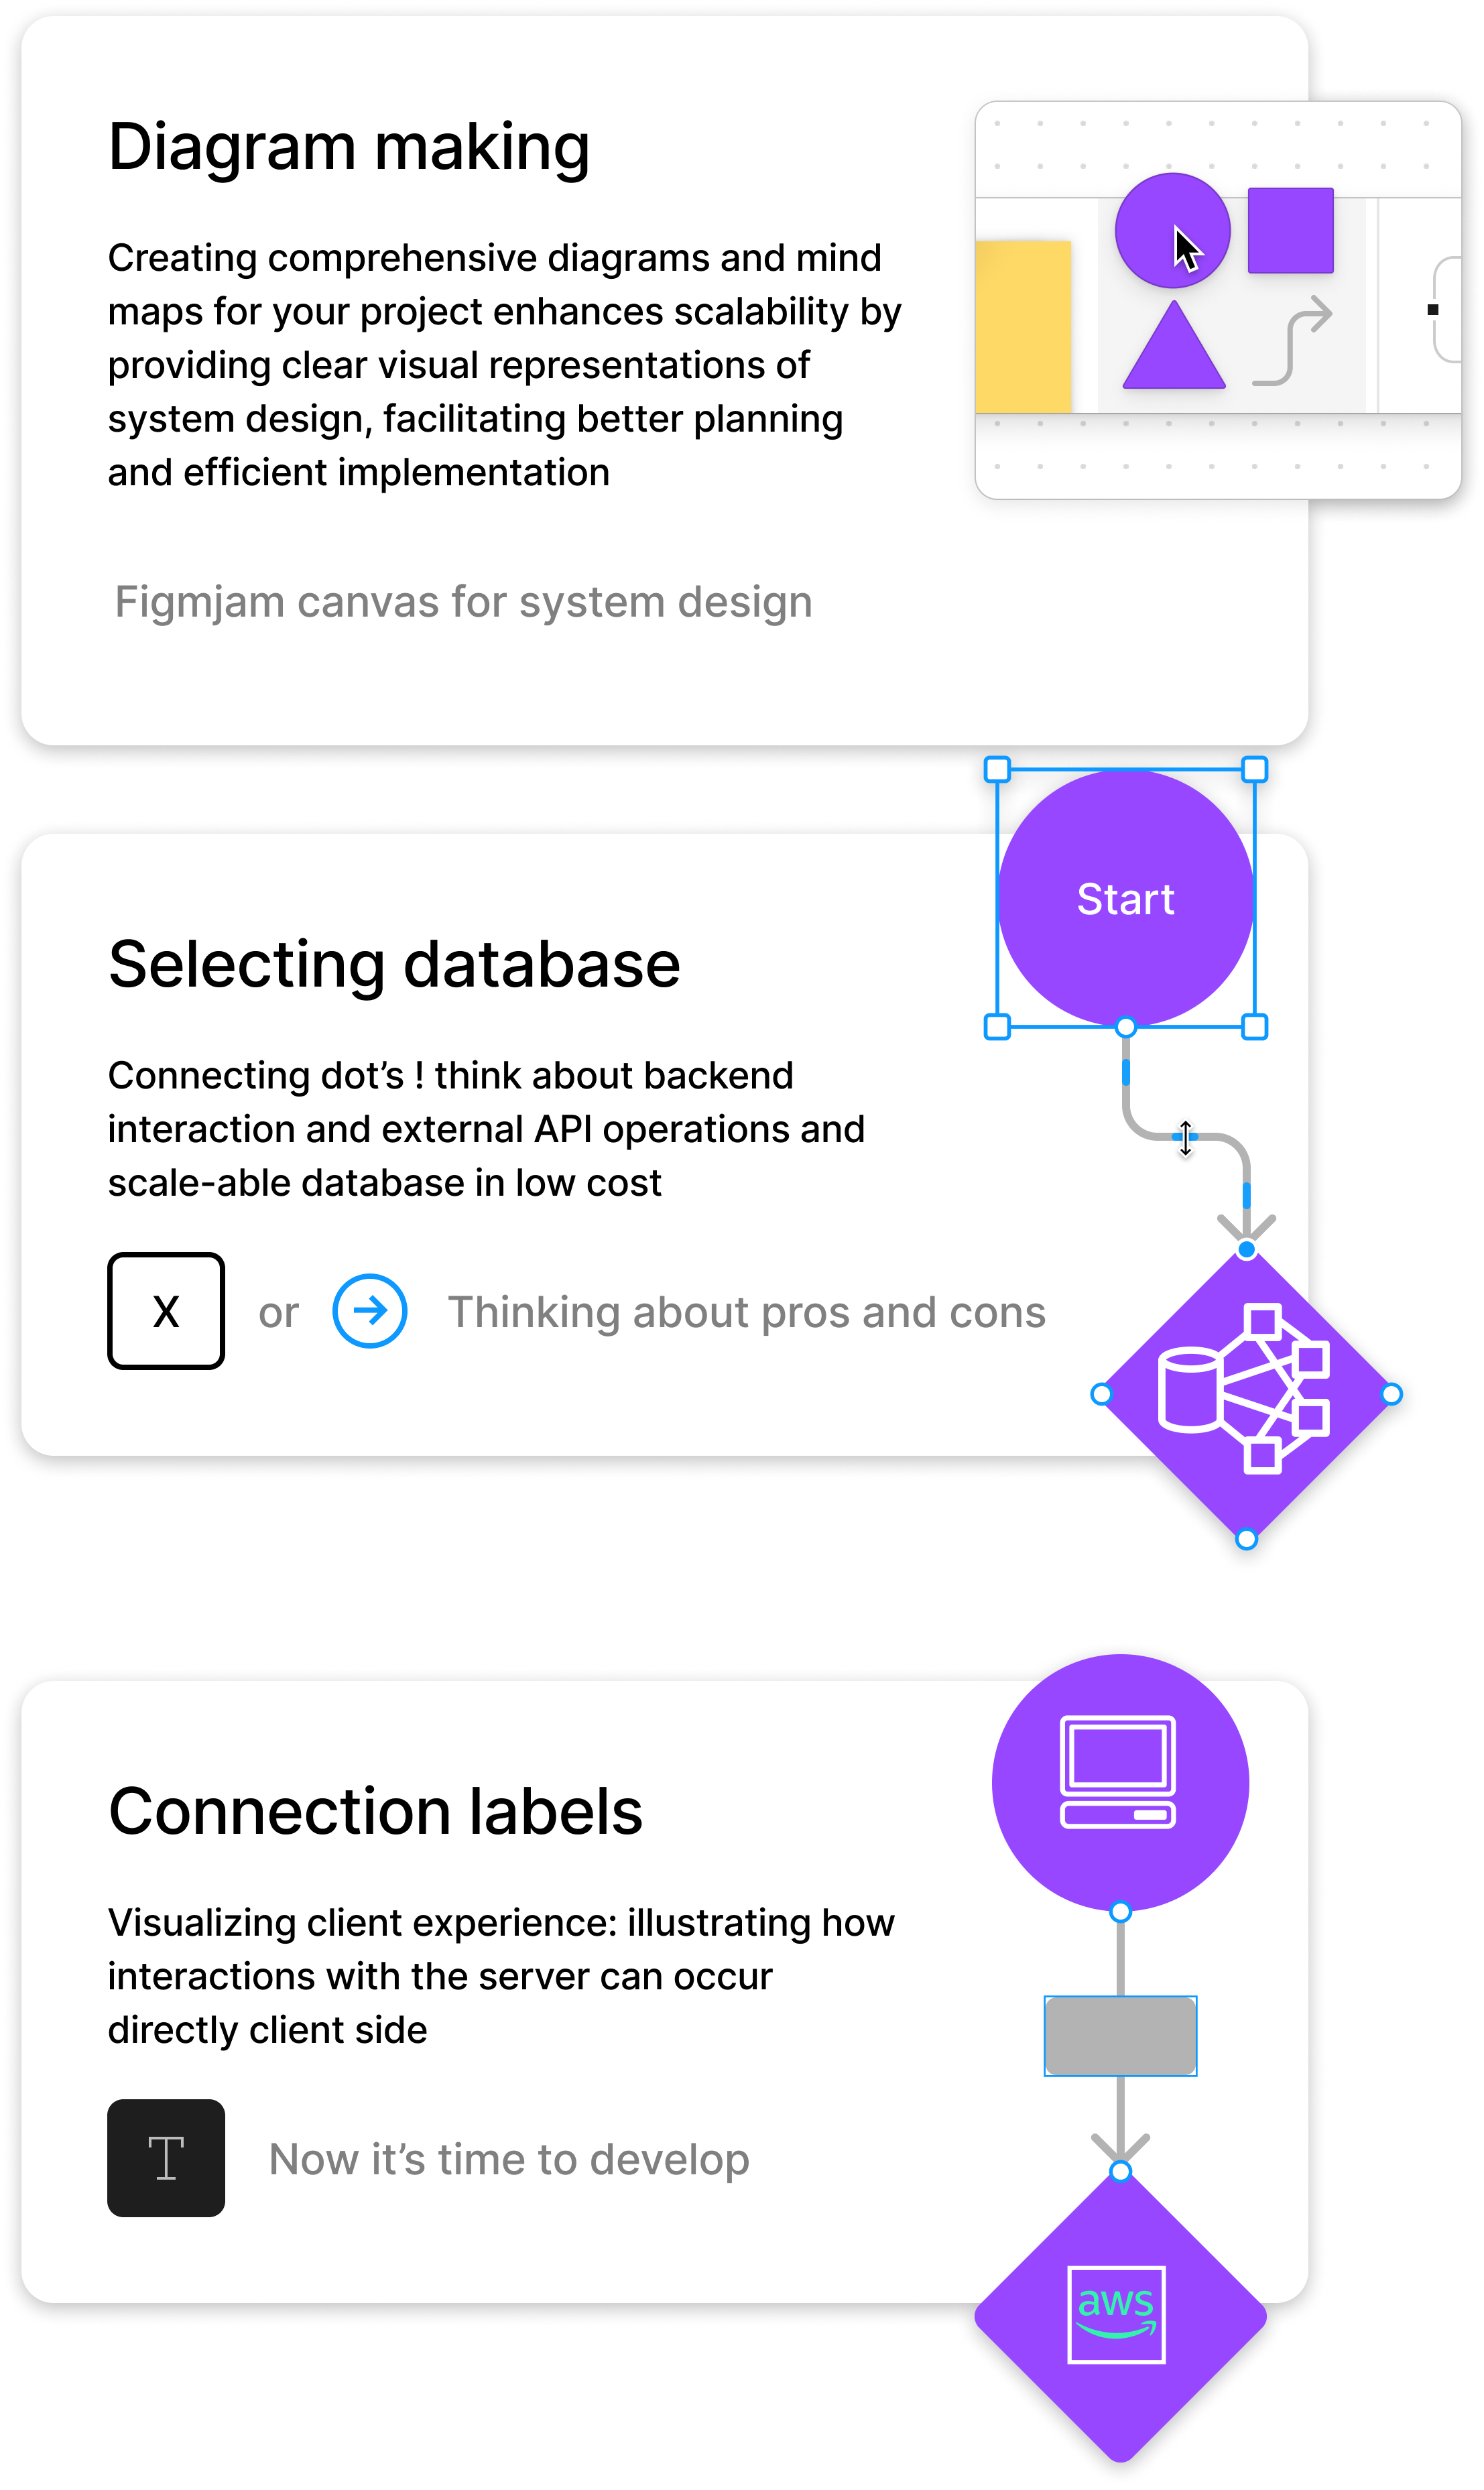 Diagram making
Creating comprehensive diagrams and mind
maps for your project enhances scalability by
providing clear visual representations of
system design, facilitating better planning
and efficient implementation
Figmjam canvas for system design
Start
Selecting database
Connecting dot’s ! think about backend
interaction and external API operations and
scale-able database in low cost
X or Thinking about pros and cons
Connection labels
Visualizing client experience: illustrating how
interactions with the server can occur
directly client side
T Now it’s time to develop
aws